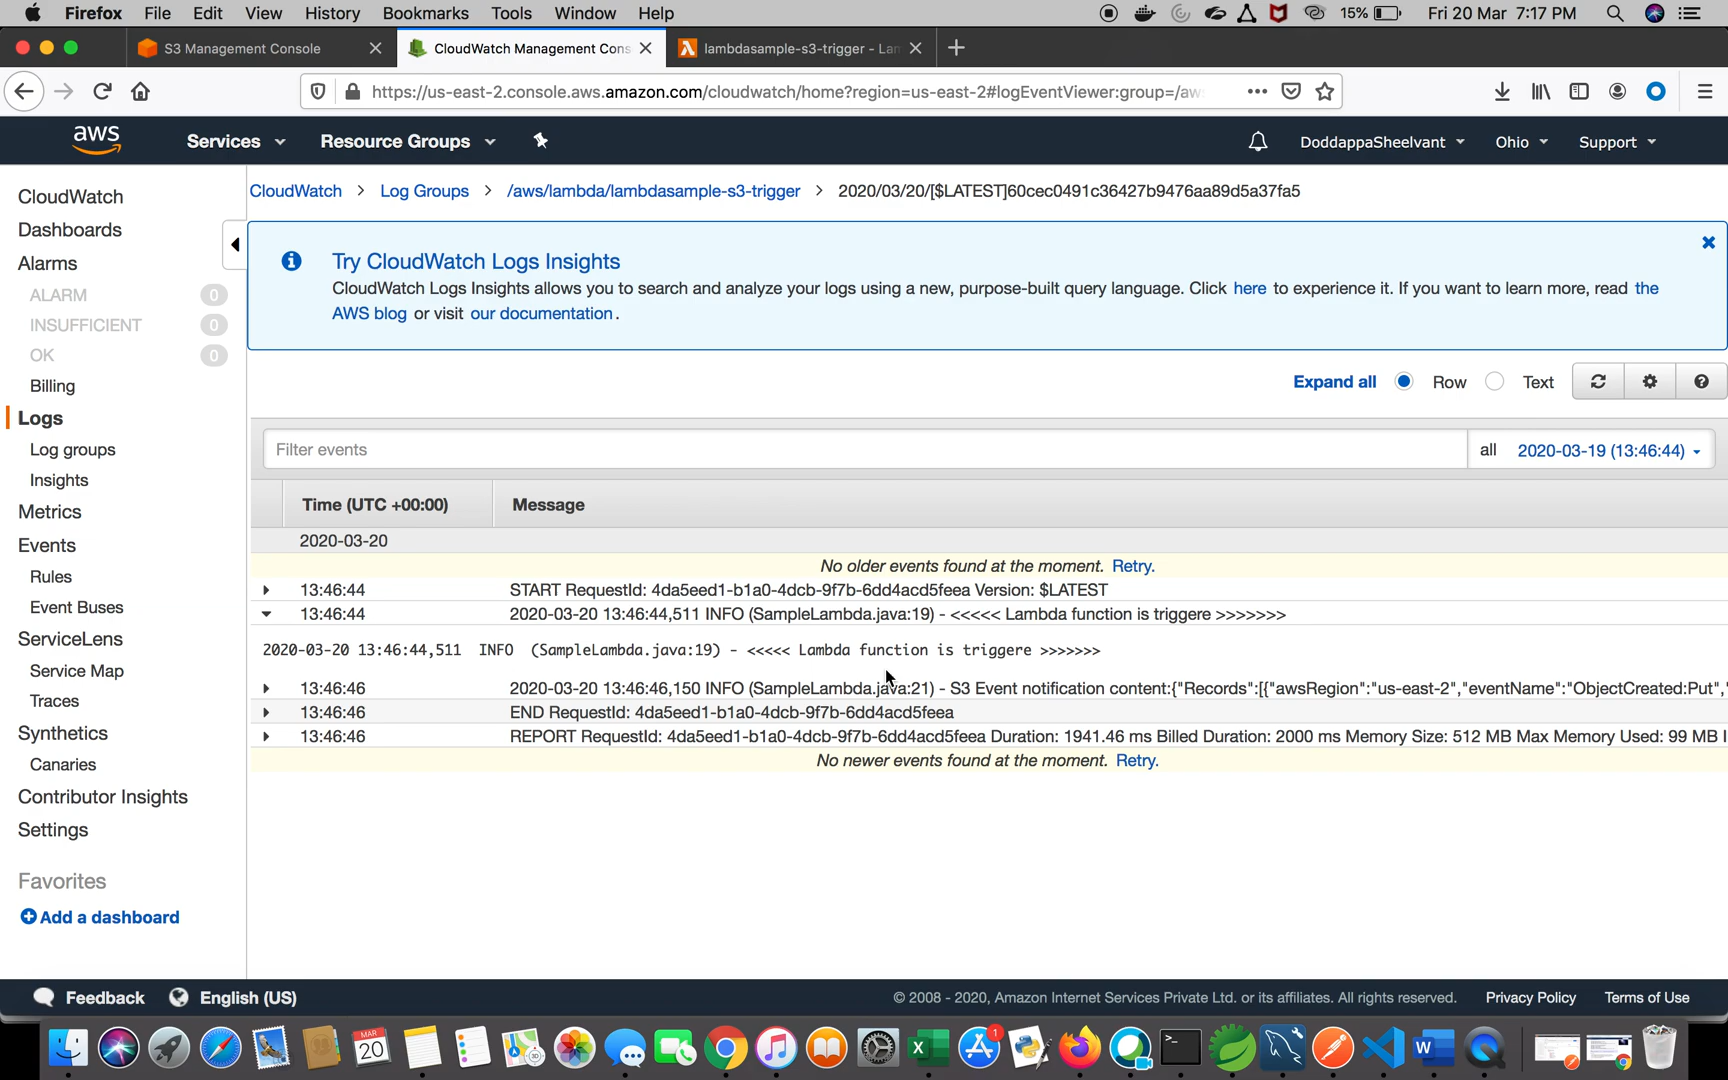 Firefox File Edit View History Bookmarks Tools Window Help 15% Fri 20 Mar 7:17 PM
S3 Management Console
CloudWatch Management Cons
lambdasample-s3-trigger - Lam
https://us-east-2.console.aws.amazon.com/cloudwatch/home?region=us-east-2#logEventViewer:group=/aw
aws Services Resource Groups DoddappaSheelvant Ohio Support
CloudWatch
Dashboards
Alarms
ALARM 0
INSUFFICIENT 0
OK 0
Billing
Logs
Log groups
Insights
Metrics
Events
Rules
Event Buses
ServiceLens
Service Map
Traces
Synthetics
Canaries
Contributor Insights
Settings
Favorites
Add a dashboard
CloudWatch > Log Groups > /aws/lambda/lambdasample-s3-trigger > 2020/03/20/[$LATEST]60cec0491c36427b9476aa89d5a37fa5
Try CloudWatch Logs Insights
CloudWatch Logs Insights allows you to search and analyze your logs using a new, purpose-built query language. Click here to experience it. If you want to learn more, read the
AWS blog or visit our documentation.
Expand all Row Text
Filter events all 2020-03-19 (13:46:44)
Time (UTC +00:00) Message
2020-03-20
No older events found at the moment. Retry.
13:46:44 START RequestId: 4da5eed1-b1a0-4dcb-9f7b-6dd4acd5feea Version: $LATEST
13:46:44 2020-03-20 13:46:44,511 INFO (SampleLambda.java:19) - <<<<< Lambda function is triggere >>>>>>>
2020-03-20 13:46:44,511 INFO (SampleLambda.java:19) - <<<<< Lambda function is triggere >>>>>>>
13:46:46 2020-03-20 13:46:46,150 INFO (SampleLambda.java:21) - S3 Event notification content:{"Records":[{"awsRegion":"us-east-2","eventName":"ObjectCreated:Put","
13:46:46 END RequestId: 4da5eed1-b1a0-4dcb-9f7b-6dd4acd5feea
13:46:46 REPORT RequestId: 4da5eed1-b1a0-4dcb-9f7b-6dd4acd5feea Duration: 1941.46 ms Billed Duration: 2000 ms Memory Size: 512 MB Max Memory Used: 99 MB I
No newer events found at the moment. Retry.
Feedback English (US) © 2008 - 2020, Amazon Internet Services Private Ltd. or its affiliates. All rights reserved. Privacy Policy Terms of Use
MAR
20
1